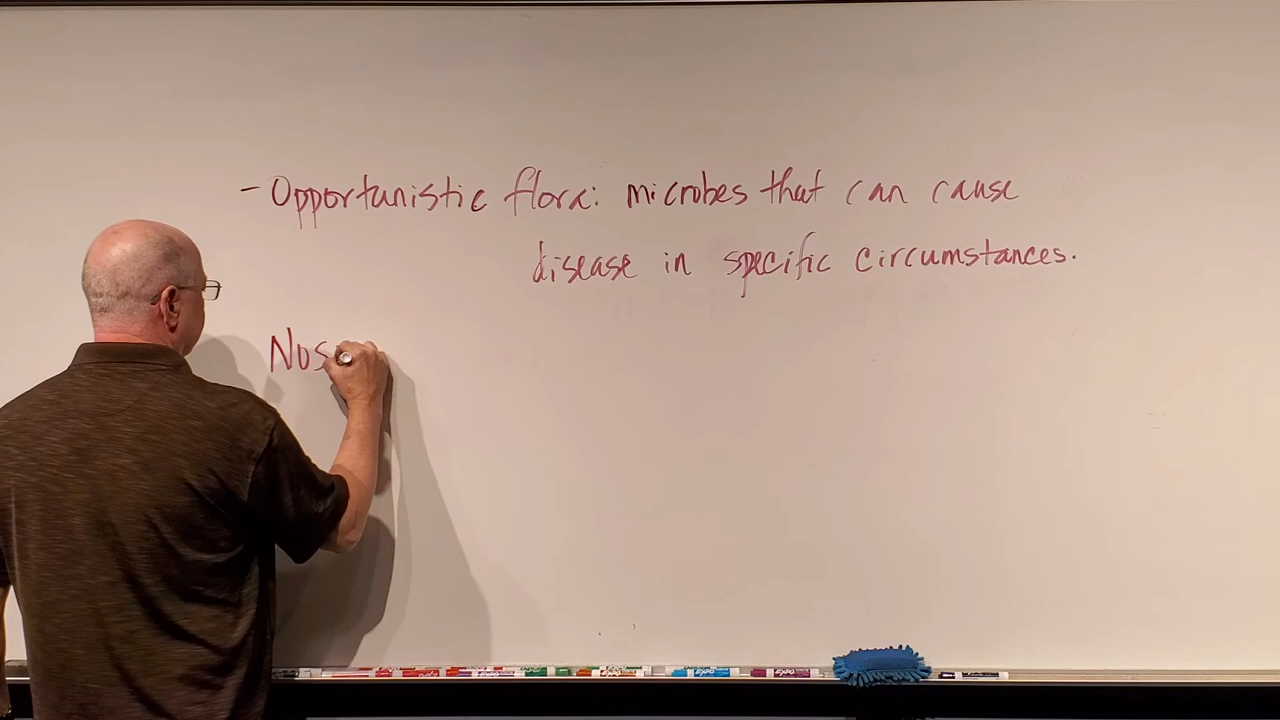 - Opportunistic flora: microbes that can cause
disease in specific circumstances.
Nos